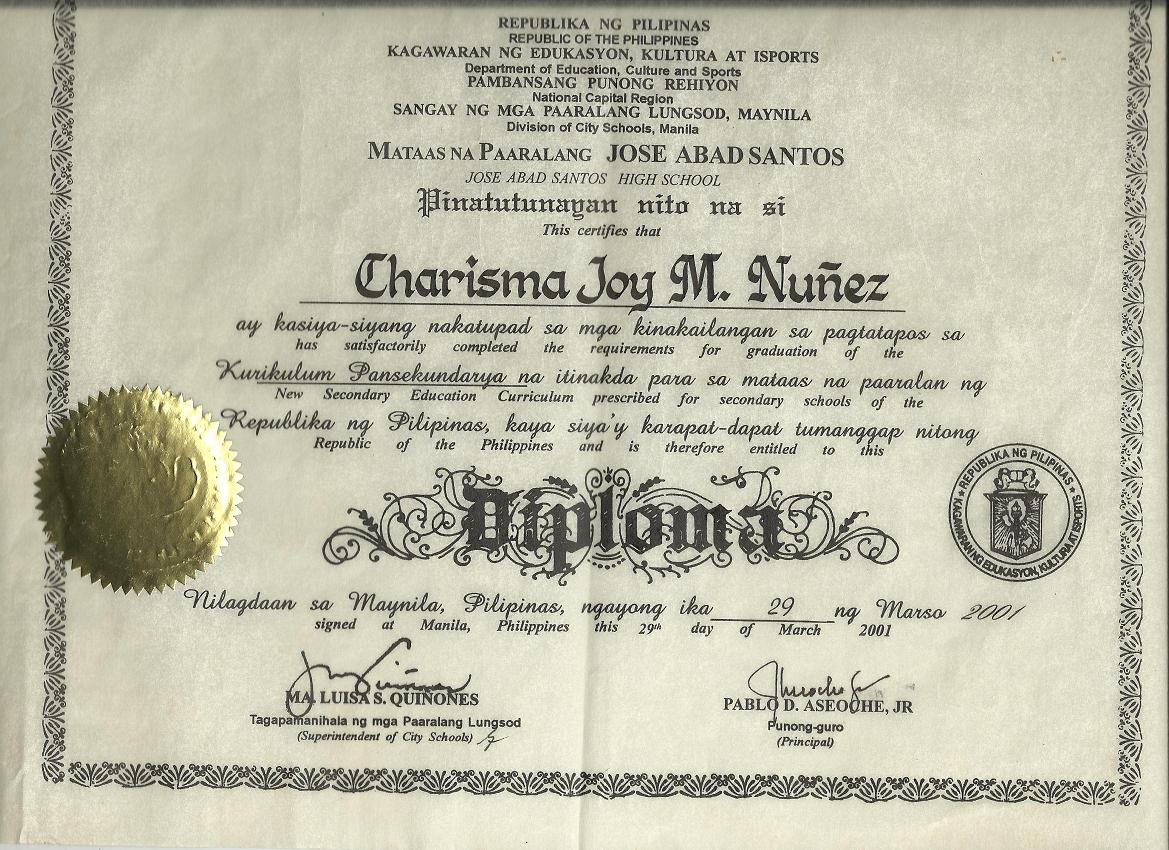 REPUBLIKA NG PILIPINAS
REPUBLIC OF THE PHILIPPINES
KAGAWARAN NG EDUKASYON, KULTURA AT ISPORTS
Department of Education, Culture and Sports
PAMBANSANG PUNONG REHIYON
National Capital Region
SANGAY NG MGA PAARALANG LUNGSOD, MAYNILA
Division of City Schools, Manila
MATAAS NA PAARALANG JOSE ABAD SANTOS
JOSE ABAD SANTOS HIGH SCHOOL
Pinatutunayan nito na si
This certifies that
Charisma Joy M. Nuñez
ay kasiya-siyang nakatupad sa mga kinakailangan sa pagtatapos sa
has satisfactorily completed the requirements for graduation of the
Kurikulum Pansekundarya na itinakda para sa mataas na paaralan ng
New Secondary Education Curriculum prescribed for secondary schools of the
Republika ng Pilipinas, kaya siya'y karapat-dapat tumanggap nitong
Republic of the Philippines and is therefore entitled to this
Diploma
REPUBLIKA NG PILIPINAS
KAGAWARAN NG EDUKASYON, KULTURA AT ISPORTS
Nilagdaan sa Maynila, Pilipinas, ngayong ika 29 ng Marso 2001
signed at Manila, Philippines this 29th day of March 2001
MA. LUISA S. QUIÑONES
Tagapamanihala ng mga Paaralang Lungsod
(Superintendent of City Schools)
PABLO D. ASEOCHE, JR
Punong-guro
(Principal)